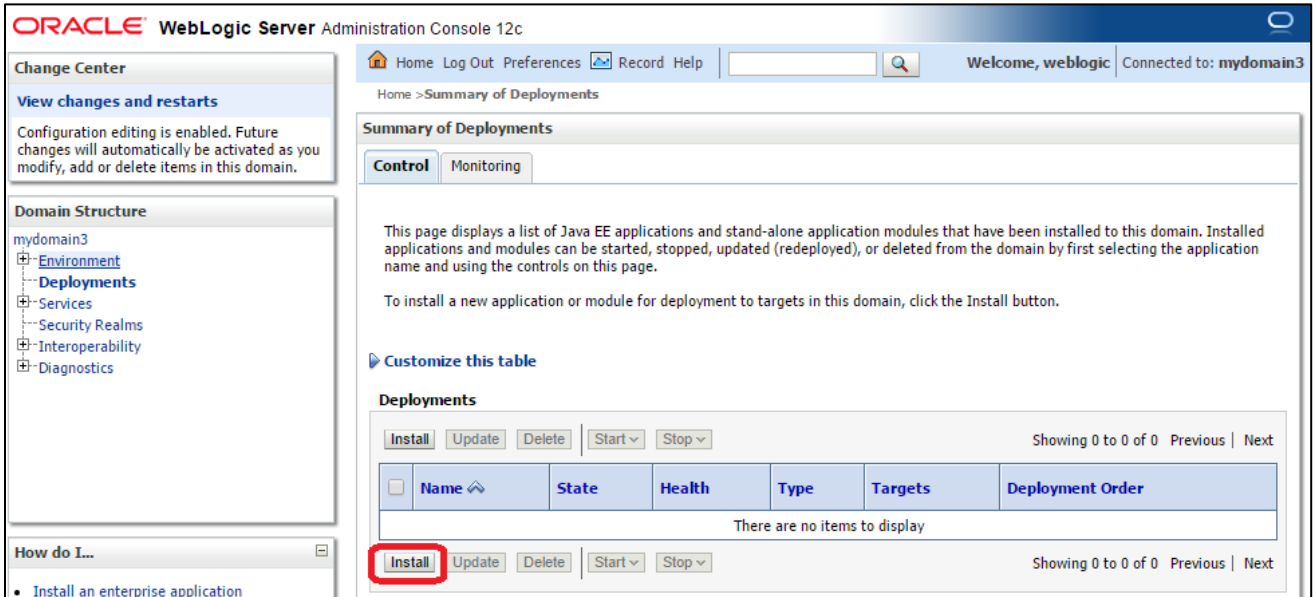 ORACLE® WebLogic Server Administration Console 12c
Change Center
View changes and restarts
Configuration editing is enabled. Future
changes will automatically be activated as you
modify, add or delete items in this domain.
Domain Structure
mydomain3
Environment
Deployments
Services
Security Realms
Interoperability
Diagnostics
How do I...
• Install an enterprise application
Home Log Out Preferences Record Help
Welcome, weblogic Connected to: mydomain3
Home >Summary of Deployments
Summary of Deployments
Control Monitoring
This page displays a list of Java EE applications and stand-alone application modules that have been installed to this domain. Installed
applications and modules can be started, stopped, updated (redeployed), or deleted from the domain by first selecting the application
name and using the controls on this page.
To install a new application or module for deployment to targets in this domain, click the Install button.
Customize this table
Deployments
Install Update Delete Start Stop Showing 0 to 0 of 0 Previous | Next
Name State Health Type Targets Deployment Order
There are no items to display
Install Update Delete Start Stop Showing 0 to 0 of 0 Previous | Next